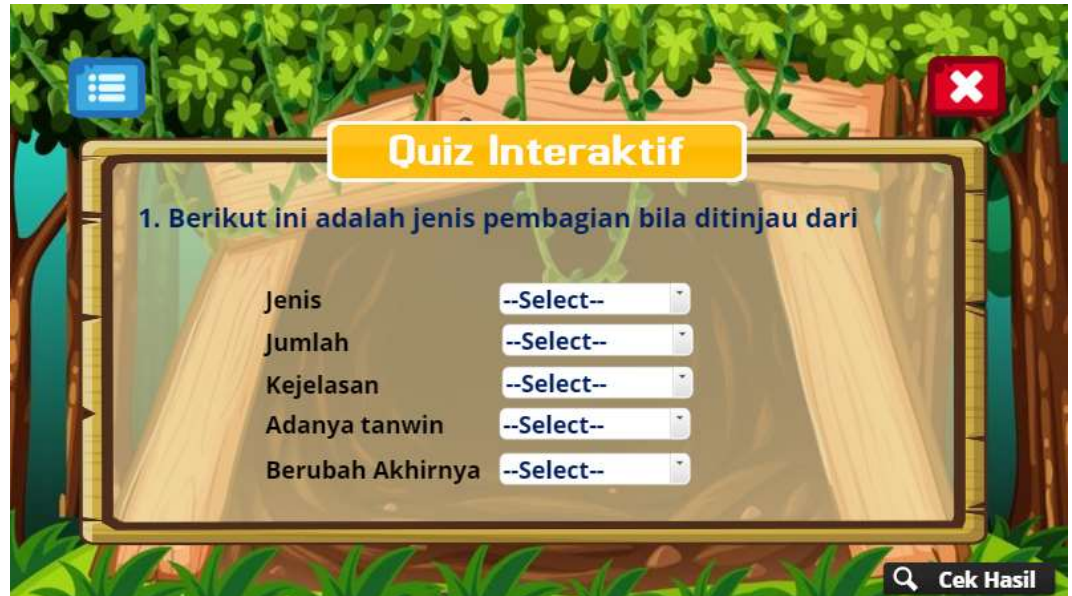 Quiz Interaktif
1. Berikut ini adalah jenis pembagian bila ditinjau dari
Jenis --Select--
Jumlah --Select--
Kejelasan --Select--
Adanya tanwin --Select--
Berubah Akhirnya --Select--
Cek Hasil